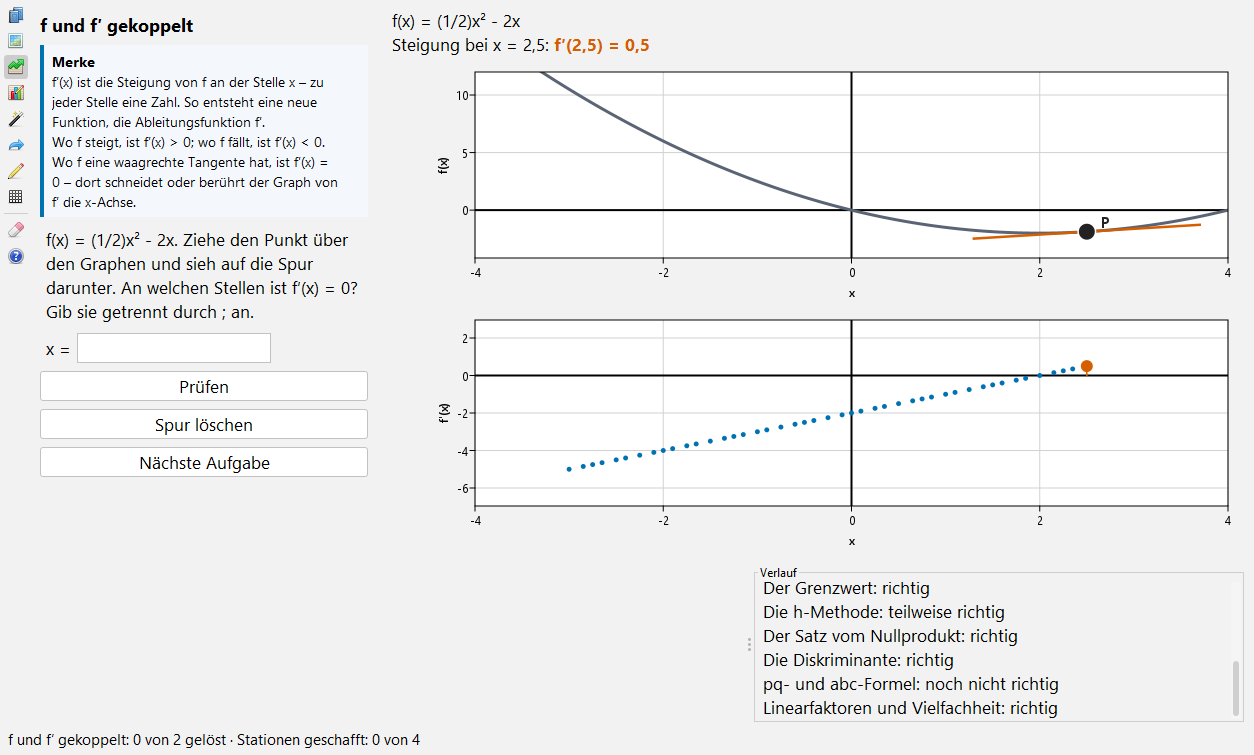 f und f′ gekoppelt
Merke
f′(x) ist die Steigung von f an der Stelle x – zu
jeder Stelle eine Zahl. So entsteht eine neue
Funktion, die Ableitungsfunktion f′.
Wo f steigt, ist f′(x) > 0; wo f fällt, ist f′(x) < 0.
Wo f eine waagrechte Tangente hat, ist f′(x) =
0 – dort schneidet oder berührt der Graph von
f′ die x-Achse.
f(x) = (1/2)x² - 2x. Ziehe den Punkt über
den Graphen und sieh auf die Spur
darunter. An welchen Stellen ist f′(x) = 0?
Gib sie getrennt durch ; an.
x =
Prüfen
Spur löschen
Nächste Aufgabe
f(x) = (1/2)x² - 2x
Steigung bei x = 2,5: f′(2,5) = 0,5
f(x)
10
5
0
P
-4 -2 0 2 4
x
f′(x)
2
0
-2
-4
-6
-4 -2 0 2 4
x
Verlauf
Der Grenzwert: richtig
Die h-Methode: teilweise richtig
Der Satz vom Nullprodukt: richtig
Die Diskriminante: richtig
pq- und abc-Formel: noch nicht richtig
Linearfaktoren und Vielfachheit: richtig
f und f′ gekoppelt: 0 von 2 gelöst · Stationen geschafft: 0 von 4